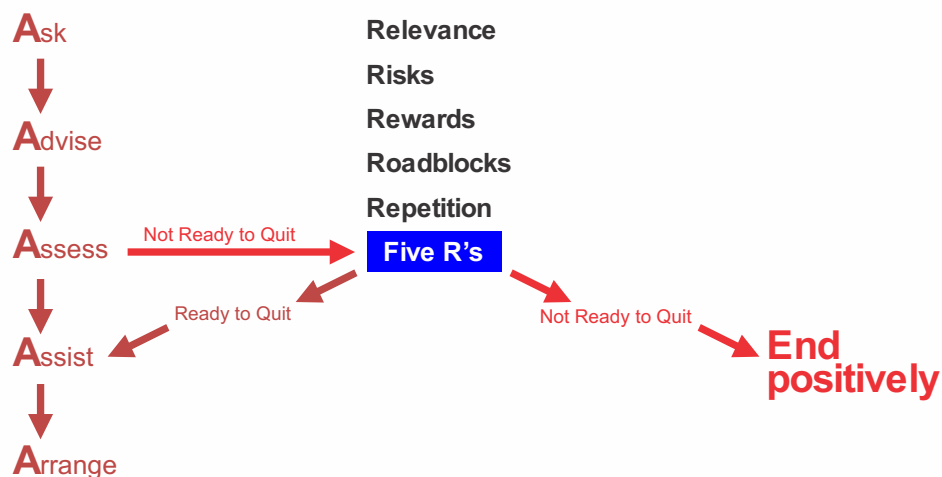 Ask
Relevance
Risks
Rewards
Advise
Roadblocks
Repetition
Not Ready to Quit
Assess
Five R's
Ready to Quit
Not Ready to Quit
Assist
End
positively
Arrange